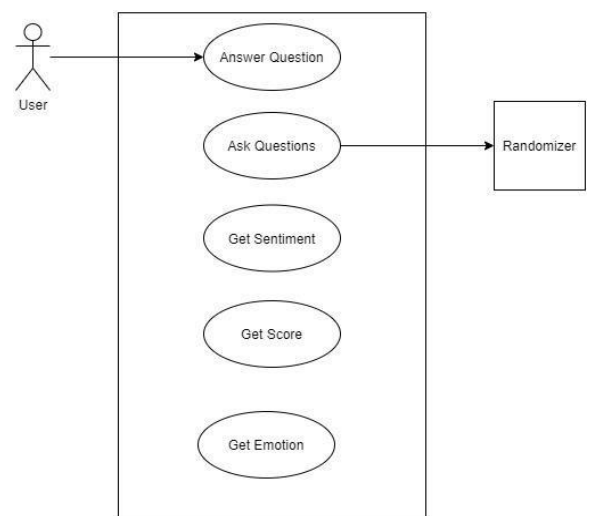 Answer Question
User
Ask Questions
Randomizer
Get Sentiment
Get Score
Get Emotion